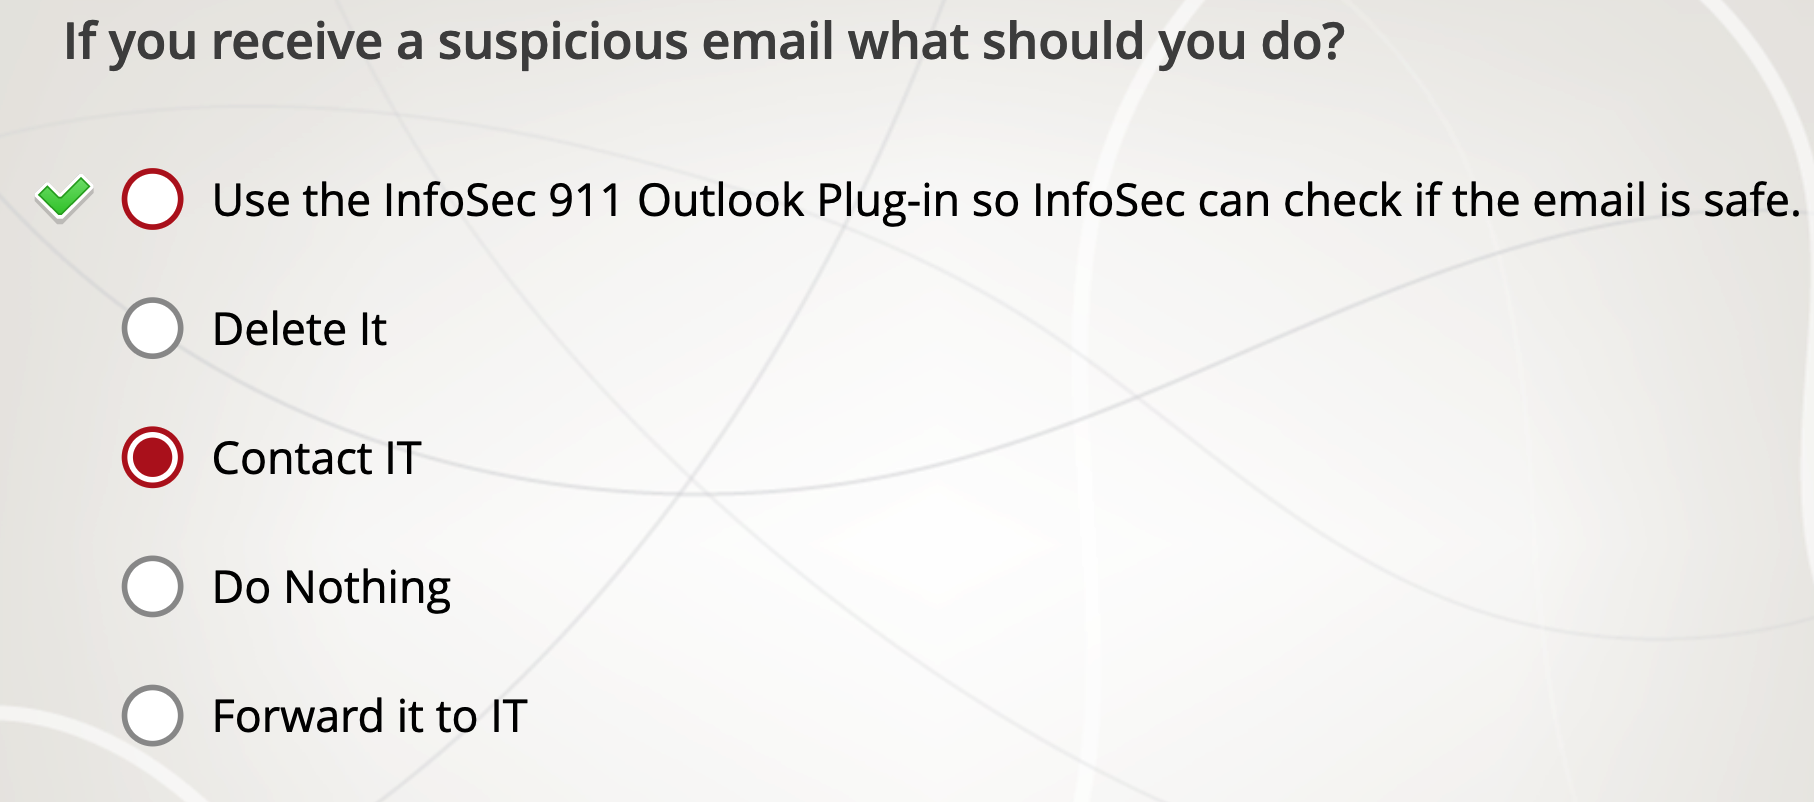 If you receive a suspicious email what should you do?
Use the InfoSec 911 Outlook Plug-in so InfoSec can check if the email is safe.
Delete It
Contact IT
Do Nothing
Forward it to IT